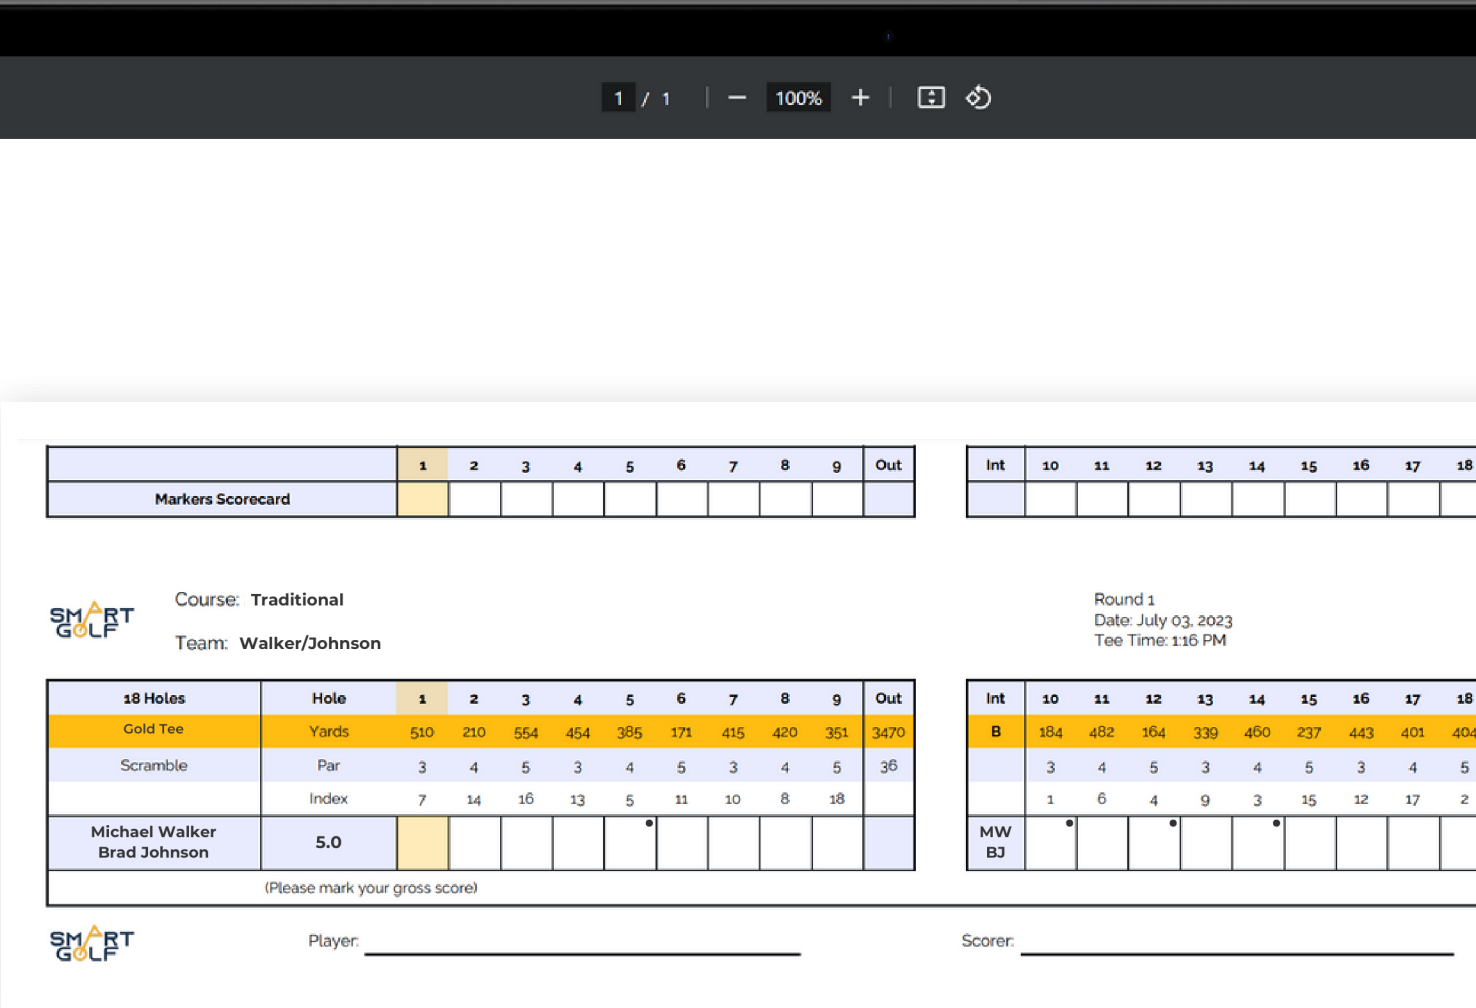 1 / 1 100%
1 2 3 4 5 6 7 8 9 Out Int 10 11 12 13 14 15 16 17 18
Markers Scorecard
SMART GOLF
Course: Traditional
Team: Walker/Johnson
Round 1
Date: July 03, 2023
Tee Time: 1:16 PM
18 Holes Hole 1 2 3 4 5 6 7 8 9 Out Int 10 11 12 13 14 15 16 17 18
Gold Tee Yards 510 210 554 454 385 171 415 420 351 3470 B 184 482 164 339 460 237 443 401 404
Scramble Par 3 4 5 3 4 5 3 4 5 36 3 4 5 3 4 5 3 4 5
Index 7 14 16 13 5 11 10 8 18 1 6 4 9 3 15 12 17 2
Michael Walker
Brad Johnson
5.0
MW
BJ
(Please mark your gross score)
SMART GOLF
Player: Scorer: